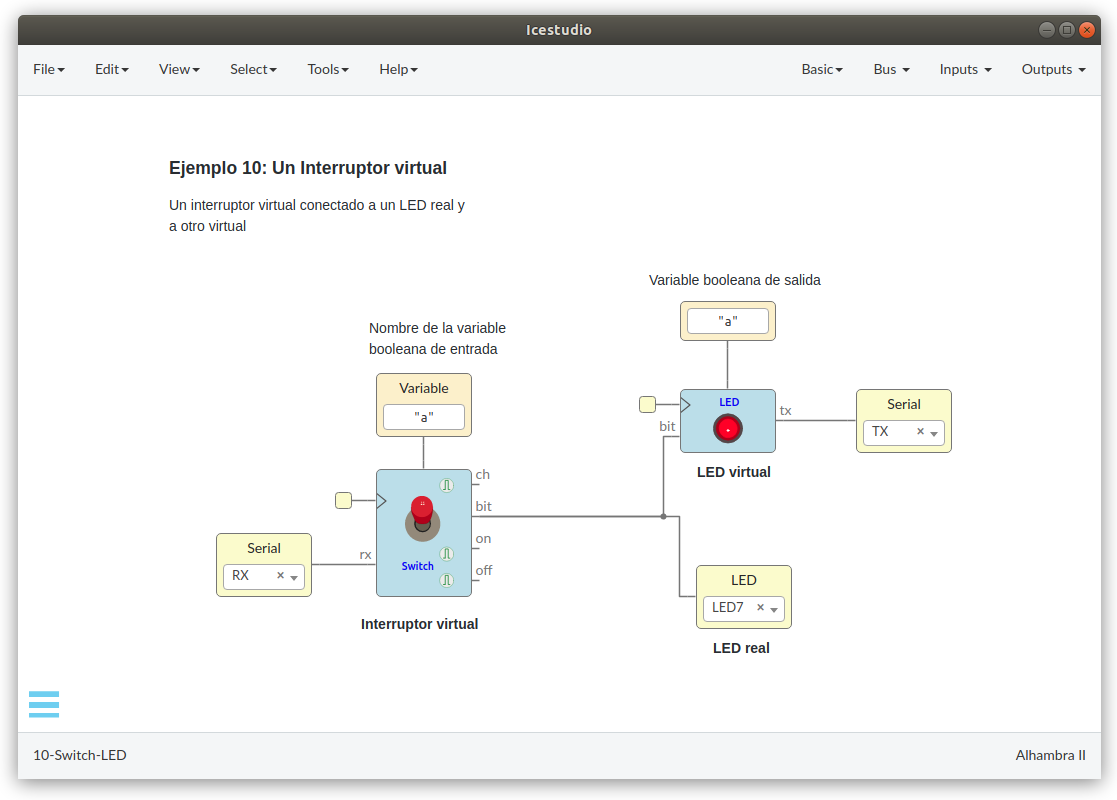 Icestudio
File Edit View Select Tools Help Basic Bus Inputs Outputs
Ejemplo 10: Un Interruptor virtual
Un interruptor virtual conectado a un LED real y
a otro virtual
Variable booleana de salida
"a"
Nombre de la variable
booleana de entrada
Variable
"a"
LED
bit
tx
Serial
TX
LED virtual
ch
bit
on
off
rx
Switch
Serial
RX
Interruptor virtual
LED
LED7
LED real
10-Switch-LED
Alhambra II